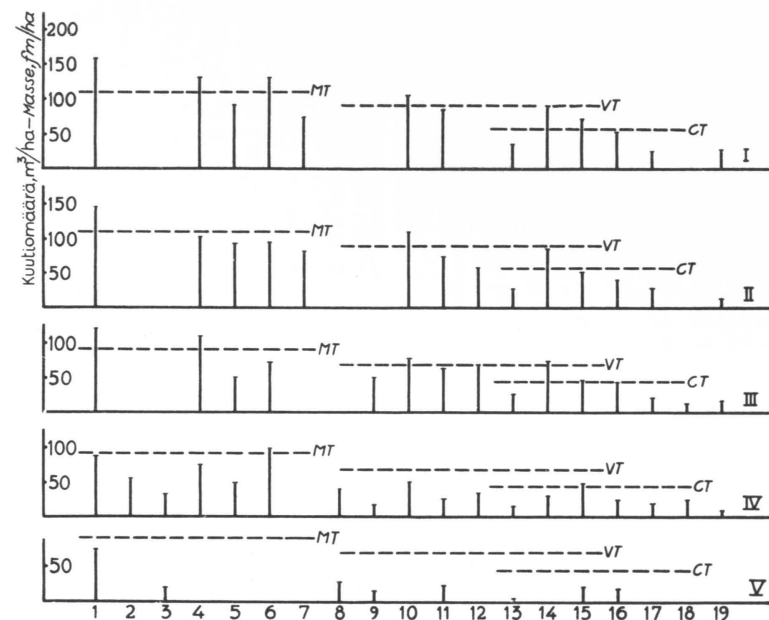 Kuutiomäärä, m³/ha–Masse, fm/ha
200
150
100
50
MT
VT
CT
I
150
100
50
MT
VT
CT
II
100
50
MT
VT
CT
III
100
50
MT
VT
CT
IV
50
MT
VT
CT
V
1 2 3 4 5 6 7 8 9 10 11 12 13 14 15 16 17 18 19